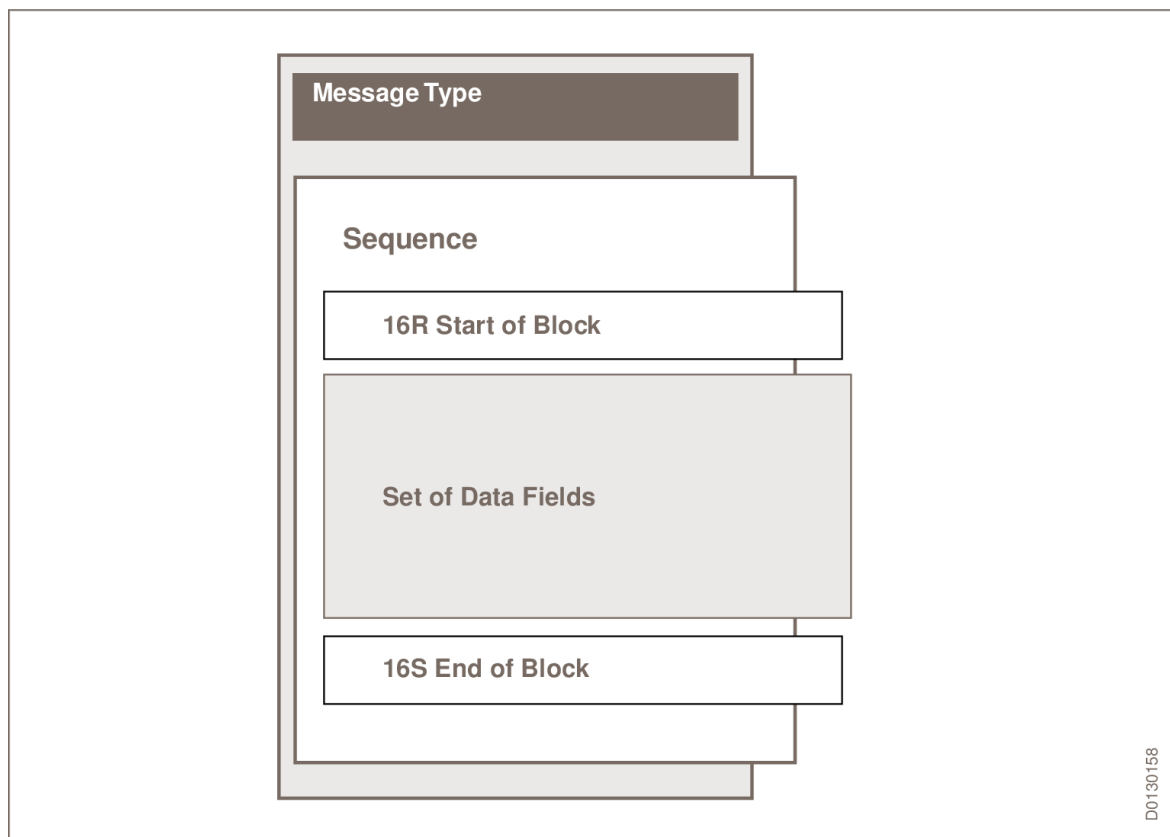 Message Type
Sequence
16R Start of Block
Set of Data Fields
16S End of Block
D0130158